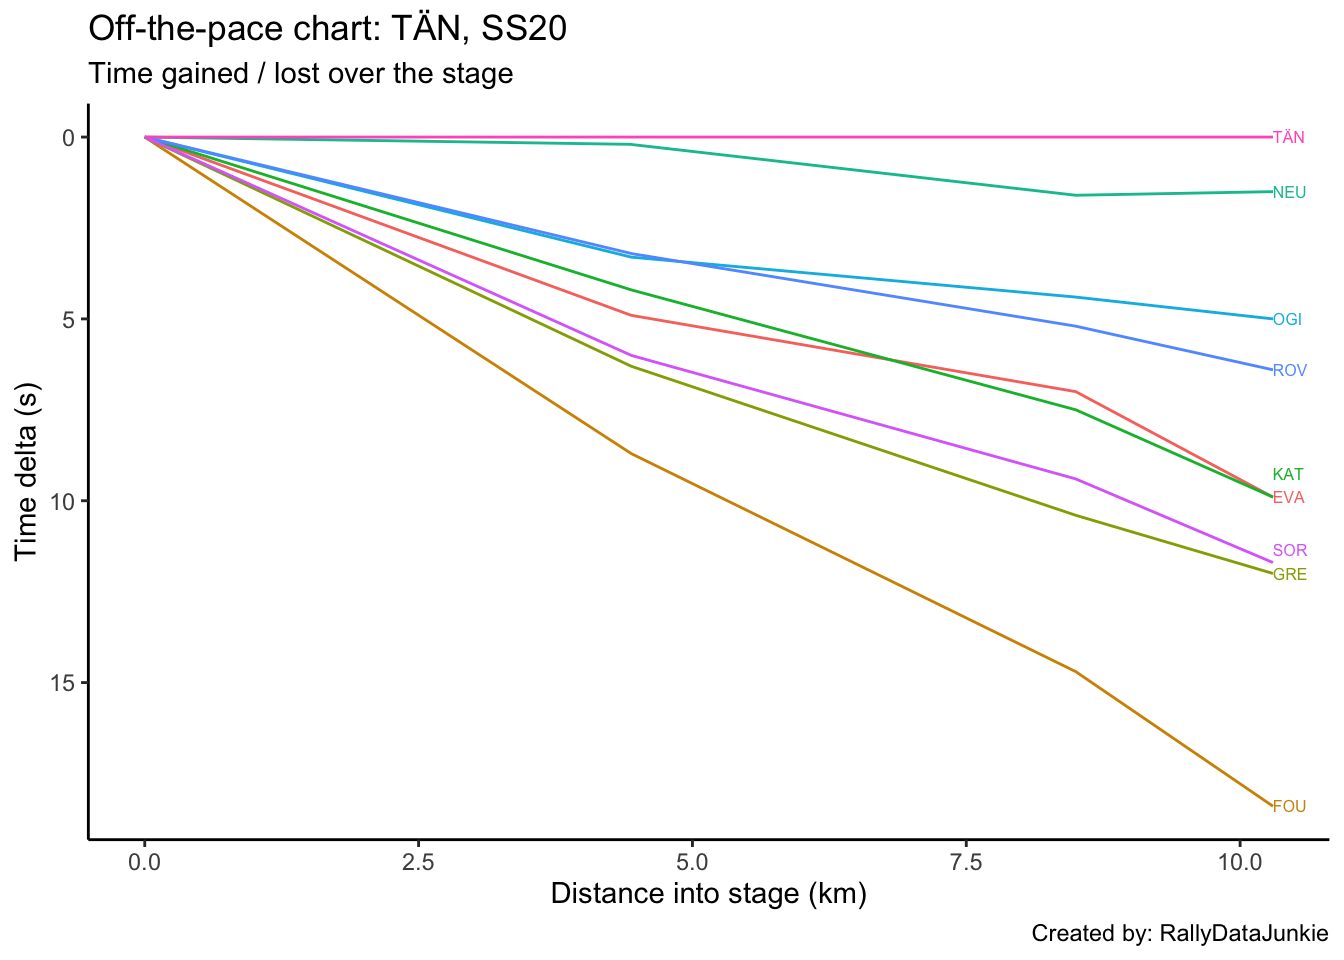 Off-the-pace chart: TÄN, SS20
Time gained / lost over the stage
0
5
10
15
Time delta (s)
TÄN
NEU
OGI
ROV
KAT
EVA
SOR
GRE
FOU
0.0 2.5 5.0 7.5 10.0
Distance into stage (km)
Created by: RallyDataJunkie